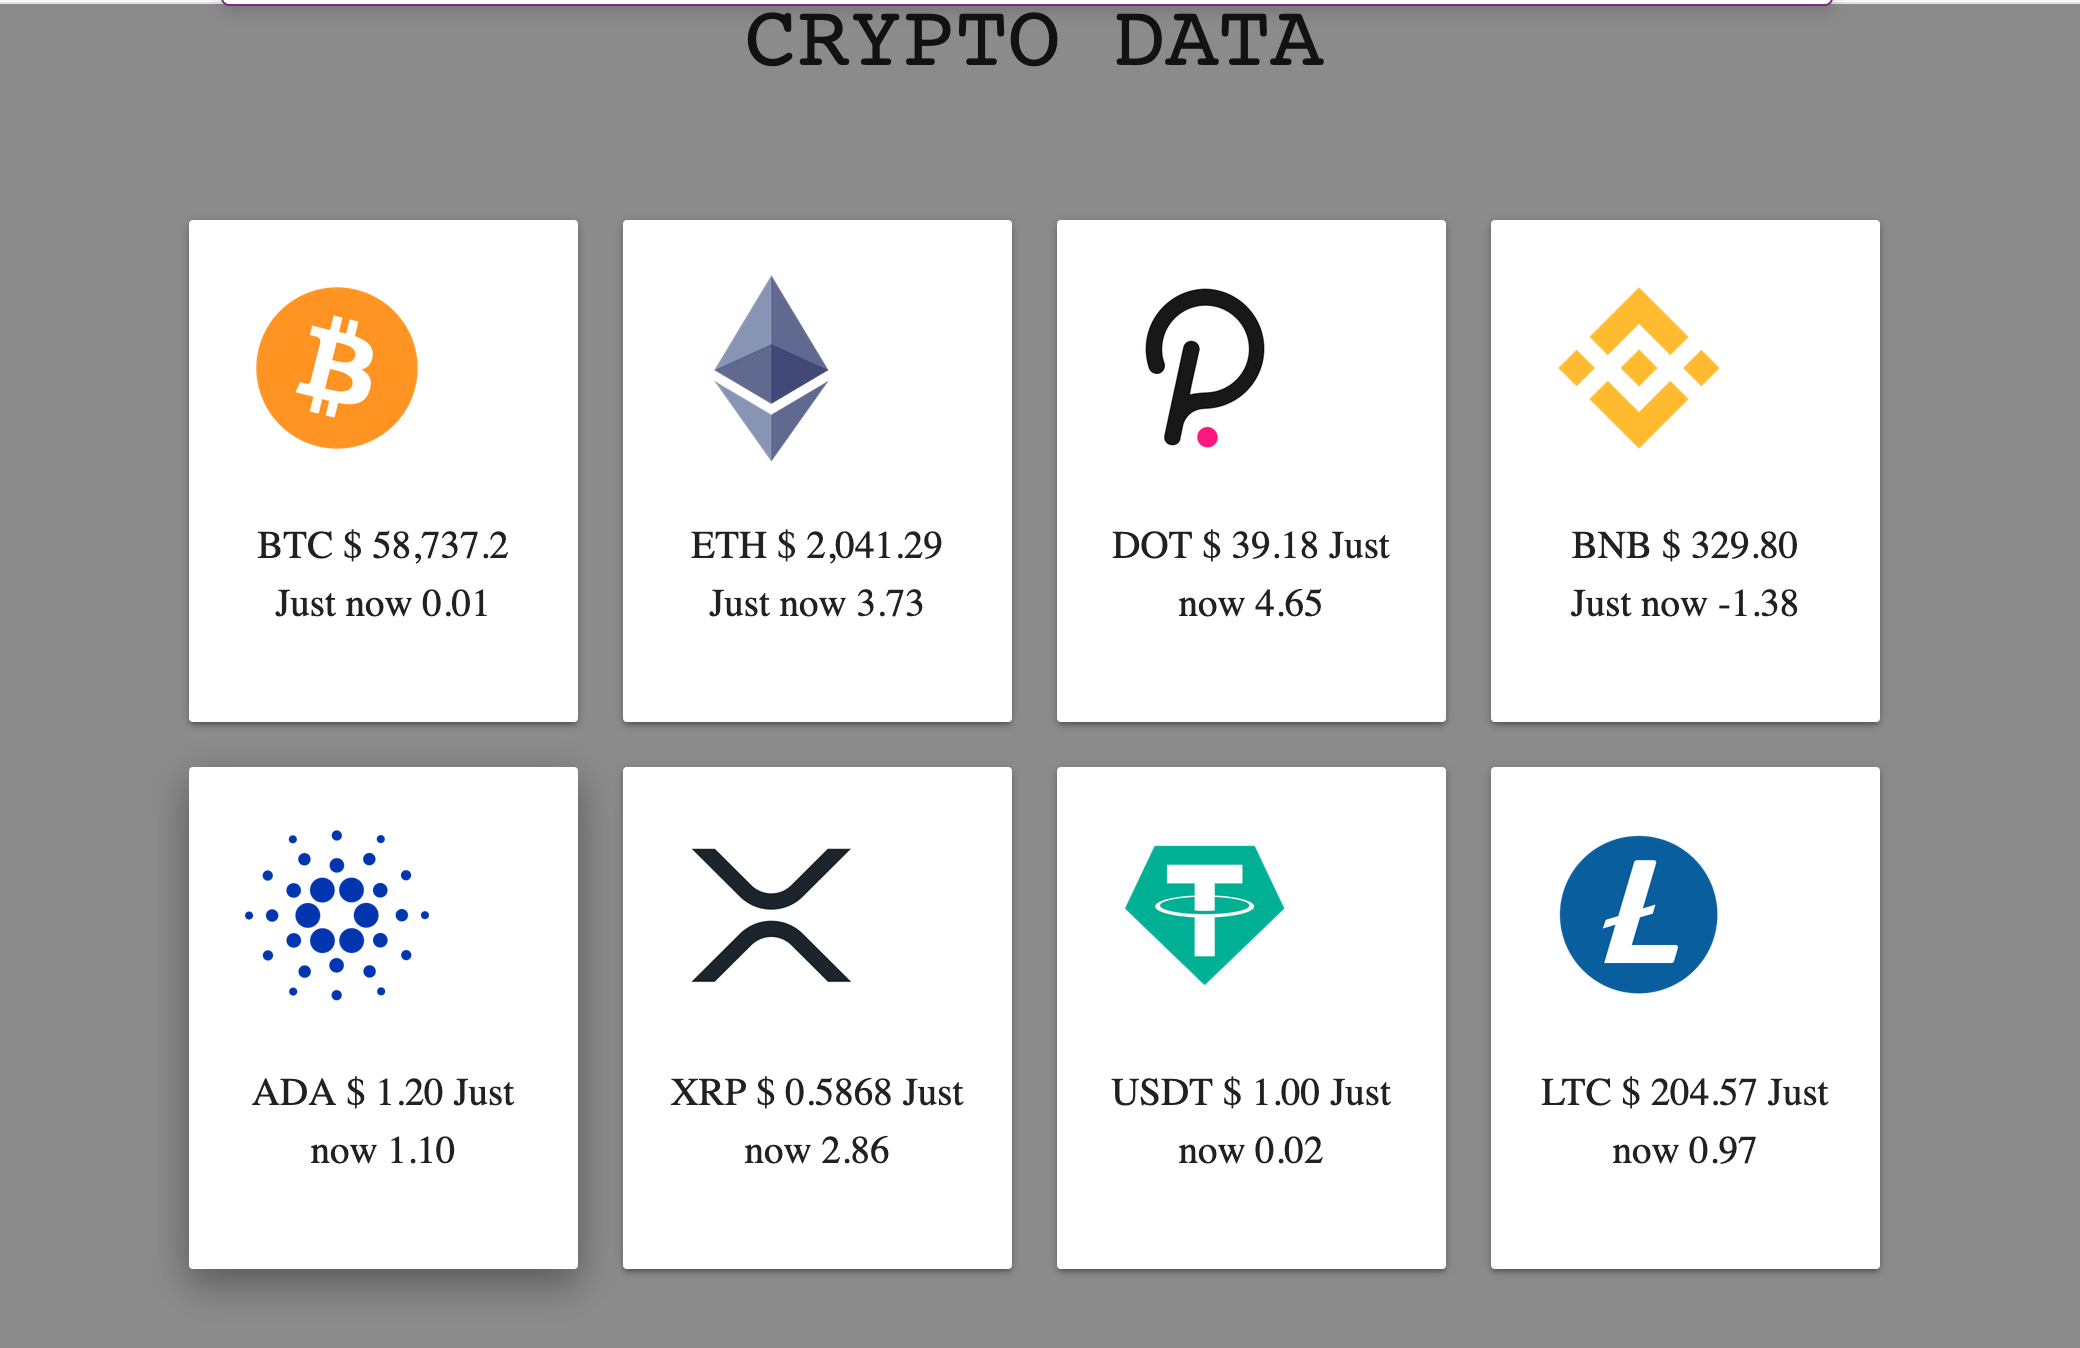 CRYPTO DATA
BTC $ 58,737.2
Just now 0.01
ETH $ 2,041.29
Just now 3.73
DOT $ 39.18 Just
now 4.65
BNB $ 329.80
Just now -1.38
ADA $ 1.20 Just
now 1.10
XRP $ 0.5868 Just
now 2.86
USDT $ 1.00 Just
now 0.02
LTC $ 204.57 Just
now 0.97